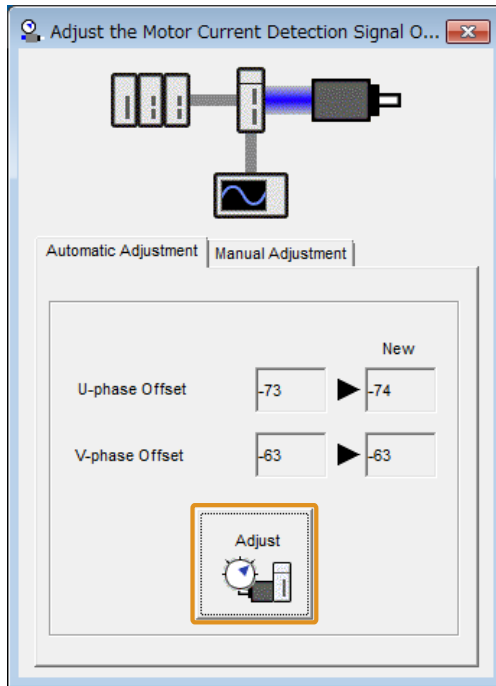 Adjust the Motor Current Detection Signal O...
Automatic Adjustment Manual Adjustment
New
U-phase Offset -73 -74
V-phase Offset -63 -63
Adjust